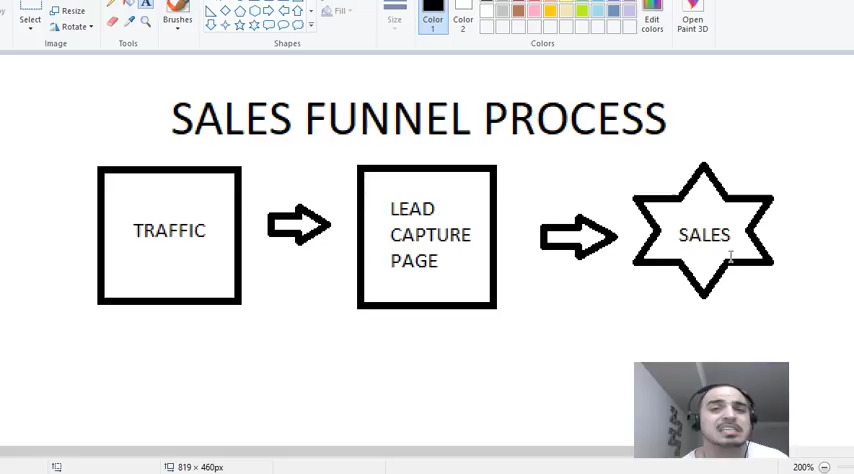 Select
Resize
Rotate
Image
Tools
Brushes
Shapes
Fill
Size
Color
1
Color
2
Colors
Edit
colors
Open
Paint 3D
SALES FUNNEL PROCESS
TRAFFIC
LEAD
CAPTURE
PAGE
SALES
819 × 460px
200%